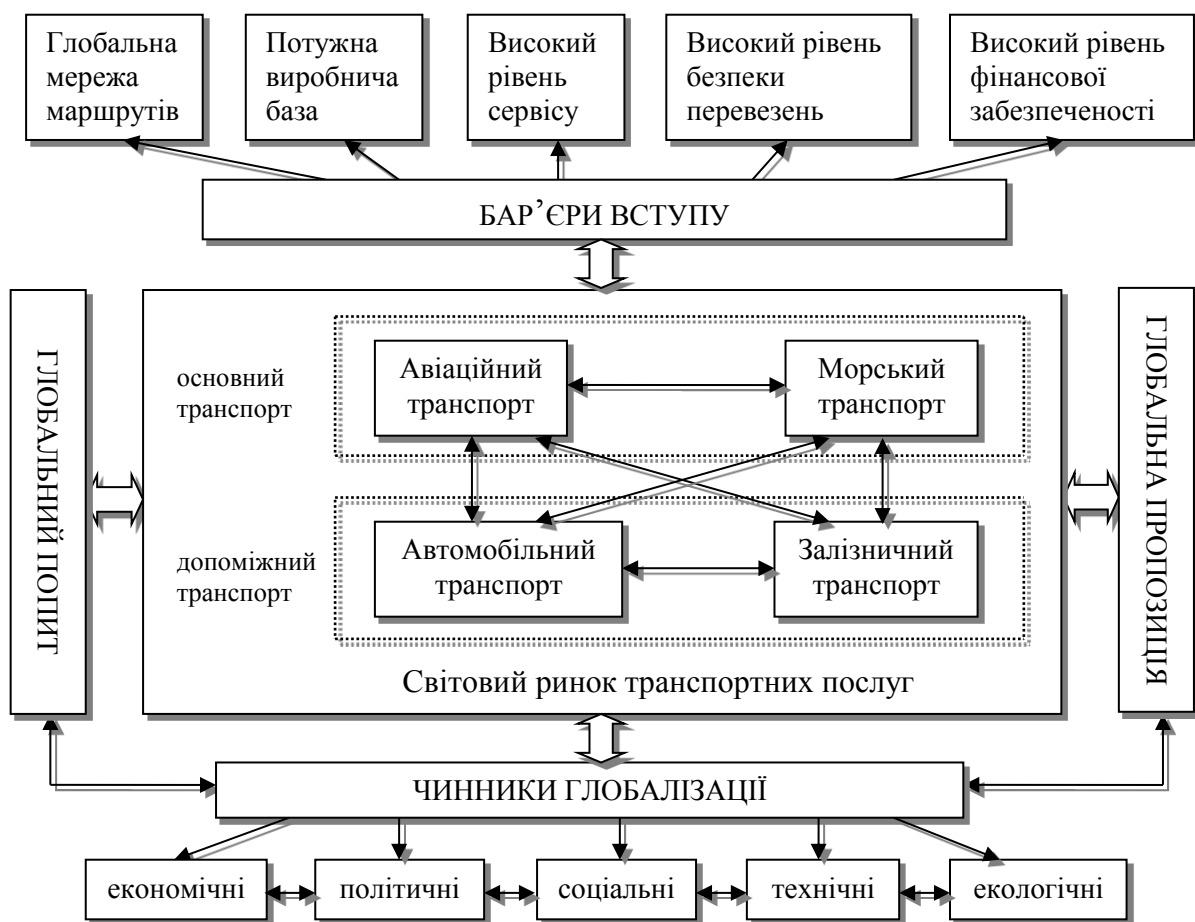 Глобальна
мережа
маршрутів
Потужна
виробнича
база
Високий
рівень
сервісу
Високий рівень
безпеки
перевезень
Високий рівень
фінансової
забезпеченості
БАР’ЄРИ ВСТУПУ
ГЛОБАЛЬНИЙ ПОПИТ
основний
транспорт
Авіаційний
транспорт
Морський
транспорт
допоміжний
транспорт
Автомобільний
транспорт
Залізничний
транспорт
Світовий ринок транспортних послуг
ГЛОБАЛЬНА ПРОПОЗИЦІЯ
ЧИННИКИ ГЛОБАЛІЗАЦІЇ
економічні
політичні
соціальні
технічні
екологічні